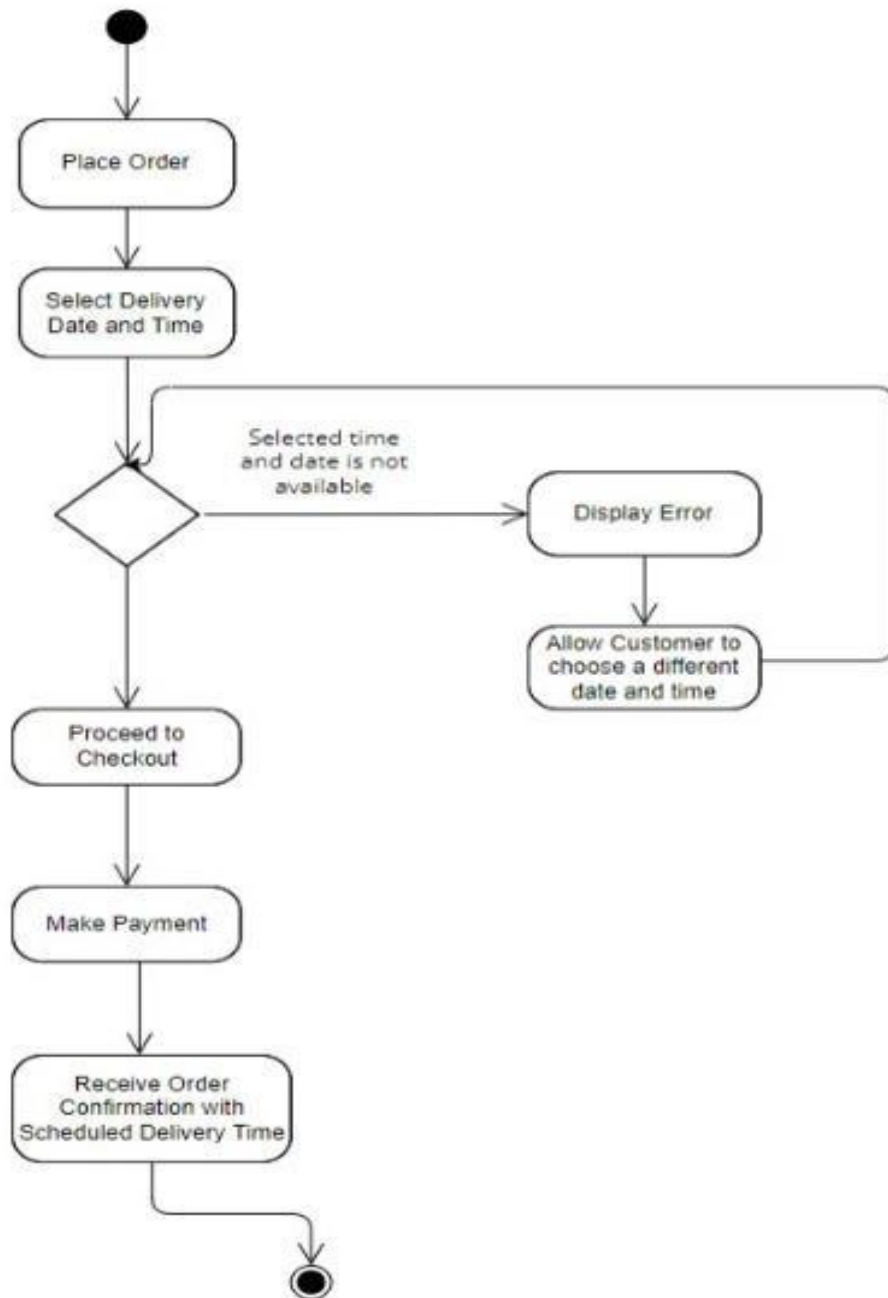 Place Order
Select Delivery
Date and Time
Selected time
and date is not
available
Display Error
Allow Customer to
choose a different
date and time
Proceed to
Checkout
Make Payment
Receive Order
Confirmation with
Scheduled Delivery Time